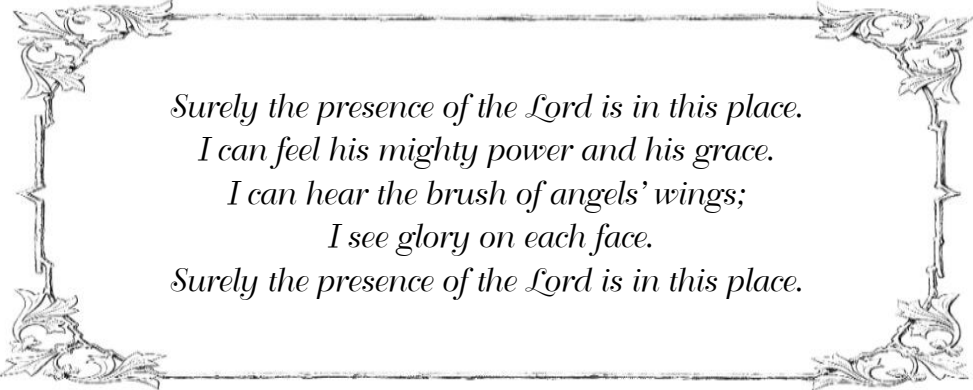 Surely the presence of the Lord is in this place.
I can feel his mighty power and his grace.
I can hear the brush of angels’ wings;
I see glory on each face.
Surely the presence of the Lord is in this place.